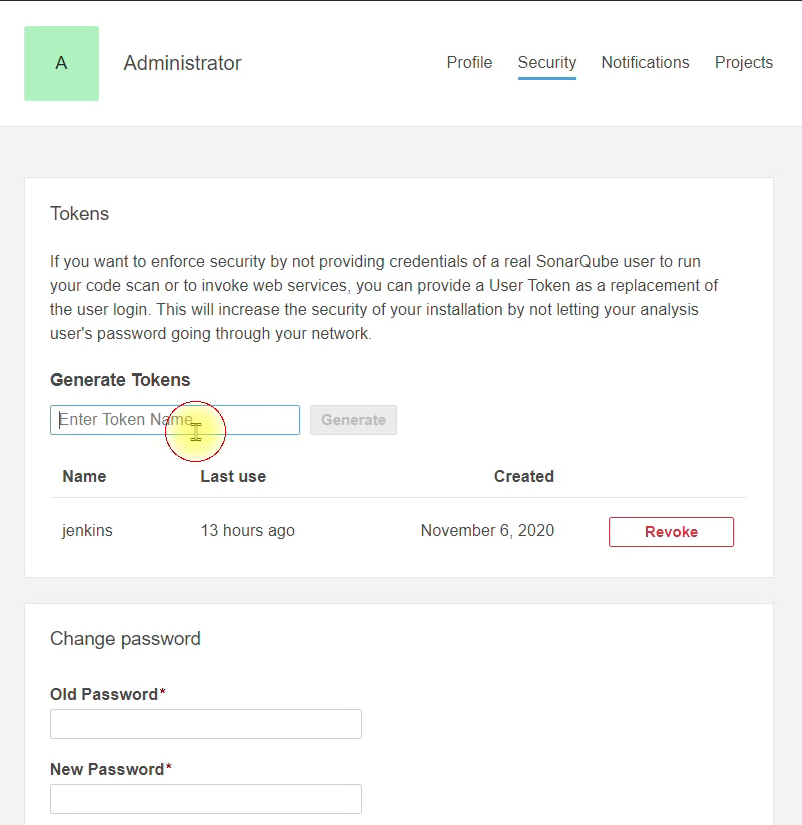 A
Administrator
Profile Security Notifications Projects
Tokens
If you want to enforce security by not providing credentials of a real SonarQube user to run
your code scan or to invoke web services, you can provide a User Token as a replacement of
the user login. This will increase the security of your installation by not letting your analysis
user's password going through your network.
Generate Tokens
Enter Token Name Generate
Name Last use Created
jenkins 13 hours ago November 6, 2020 Revoke
Change password
Old Password*
New Password*